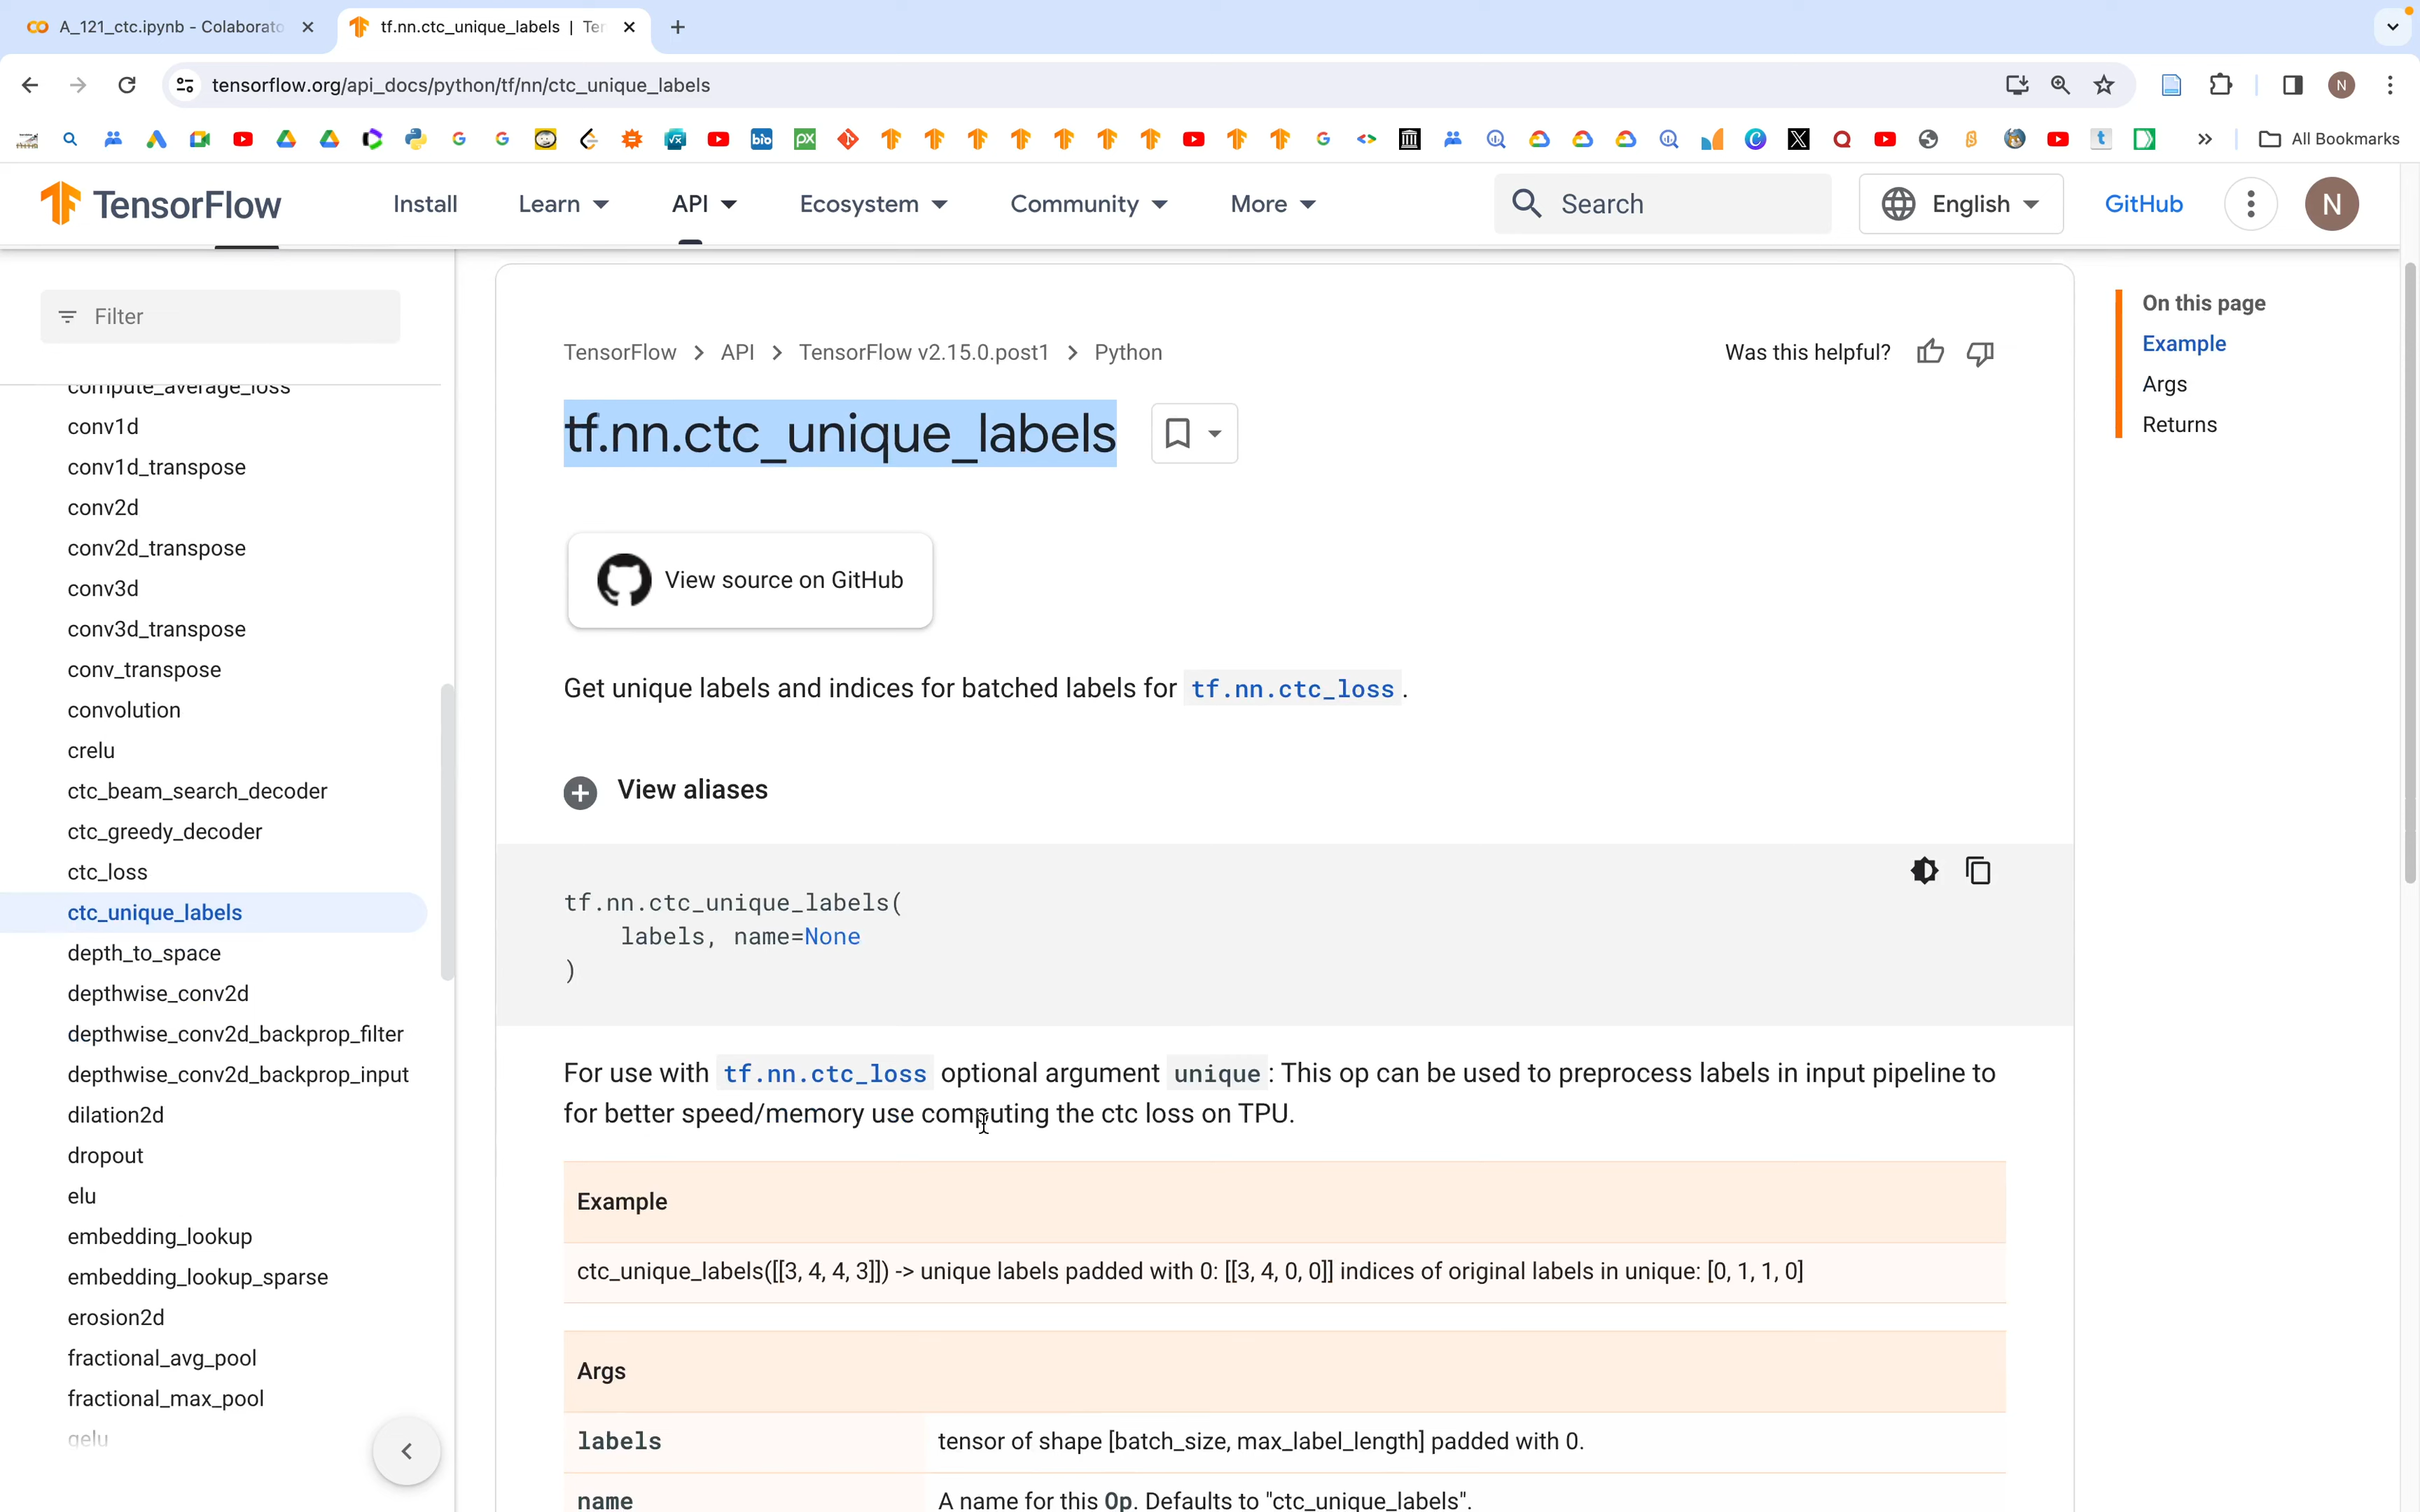 A_121_ctc.ipynb - Colaborato
tf.nn.ctc_unique_labels | Ten
tensorflow.org/api_docs/python/tf/nn/ctc_unique_labels
N
bio
PX
All Bookmarks
TensorFlow
Install
Learn
API
Ecosystem
Community
More
Search
English
GitHub
N
Filter
compute_average_loss
conv1d
conv1d_transpose
conv2d
conv2d_transpose
conv3d
conv3d_transpose
conv_transpose
convolution
crelu
ctc_beam_search_decoder
ctc_greedy_decoder
ctc_loss
ctc_unique_labels
depth_to_space
depthwise_conv2d
depthwise_conv2d_backprop_filter
depthwise_conv2d_backprop_input
dilation2d
dropout
elu
embedding_lookup
embedding_lookup_sparse
erosion2d
fractional_avg_pool
fractional_max_pool
gelu
TensorFlow > API > TensorFlow v2.15.0.post1 > Python
Was this helpful?
tf.nn.ctc_unique_labels
View source on GitHub
Get unique labels and indices for batched labels for tf.nn.ctc_loss.
View aliases
tf.nn.ctc_unique_labels(
labels, name=None
)
For use with tf.nn.ctc_loss optional argument unique: This op can be used to preprocess labels in input pipeline to
for better speed/memory use computing the ctc loss on TPU.
Example
ctc_unique_labels([[3, 4, 4, 3]]) -> unique labels padded with 0: [[3, 4, 0, 0]] indices of original labels in unique: [0, 1, 1, 0]
Args
labels tensor of shape [batch_size, max_label_length] padded with 0.
name A name for this Op. Defaults to "ctc_unique_labels".
On this page
Example
Args
Returns